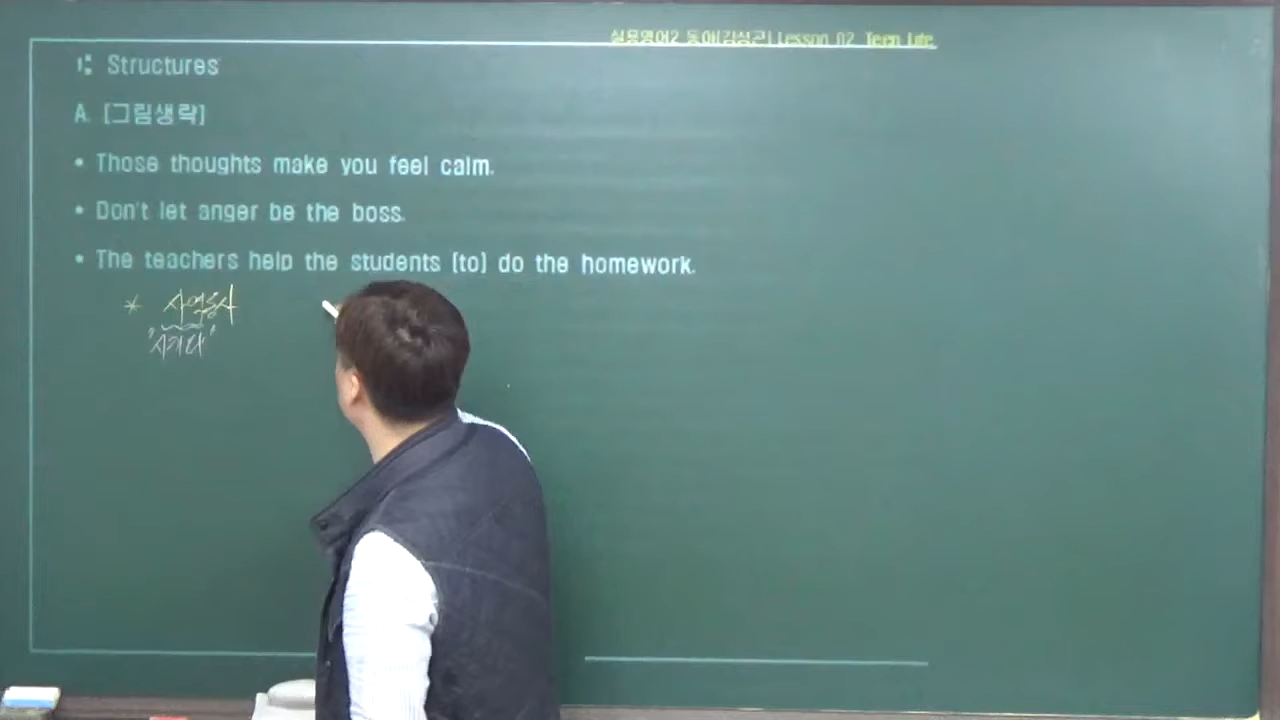 실용영어2 동아(김성곤) Lesson 02 Teen Life
Structures
A. [그림생략]
• Those thoughts make you feel calm.
• Don't let anger be the boss.
• The teachers help the students (to) do the homework.
* 사역동사
"시키다"